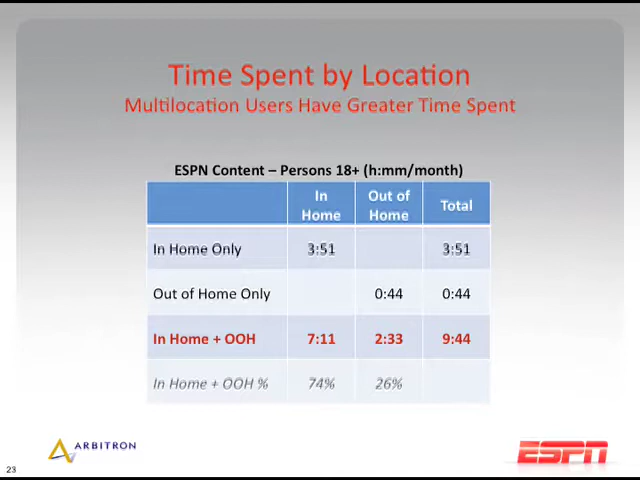 Time Spent by Location
Multilocation Users Have Greater Time Spent
ESPN Content – Persons 18+ (h:mm/month)
In Home Out of Home Total
In Home Only 3:51 3:51
Out of Home Only 0:44 0:44
In Home + OOH 7:11 2:33 9:44
In Home + OOH % 74% 26%
ARBITRON
ESPN
23